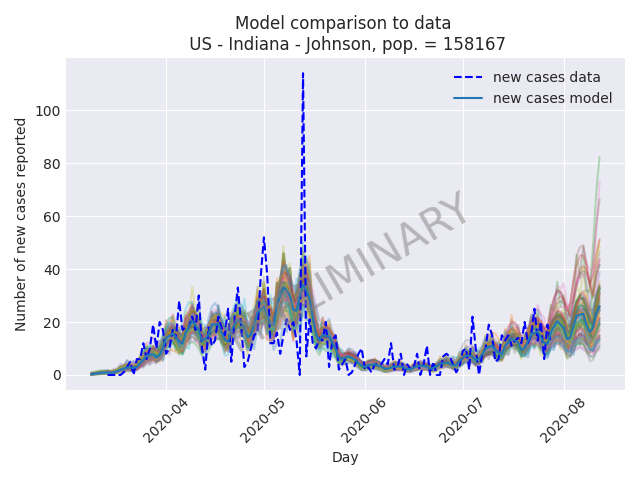 Model comparison to data
US - Indiana - Johnson, pop. = 158167
new cases data
new cases model
Number of new cases reported
100
80
60
40
20
0
LIMINARY
2020-04
2020-05
2020-06
2020-07
2020-08
Day